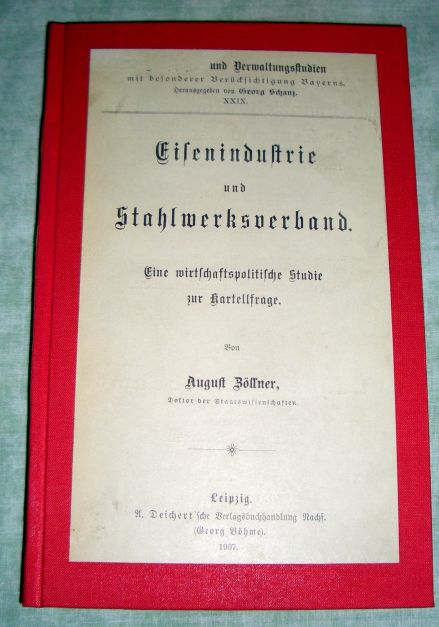 und Verwaltungsstudien
mit besonderer Berücksichtigung Bayerns.
Herausgegeben von Georg Schanz.
XXIX.
Eisenindustrie
und
Stahlwerksverband.
Eine wirtschaftspolitische Studie
zur Kartellfrage.
Von
August Zöllner,
Doktor der Staatswissenschaften.
Leipzig.
A. Deichert'sche Verlagsbuchhandlung Nachf.
(Georg Böhme).
1907.